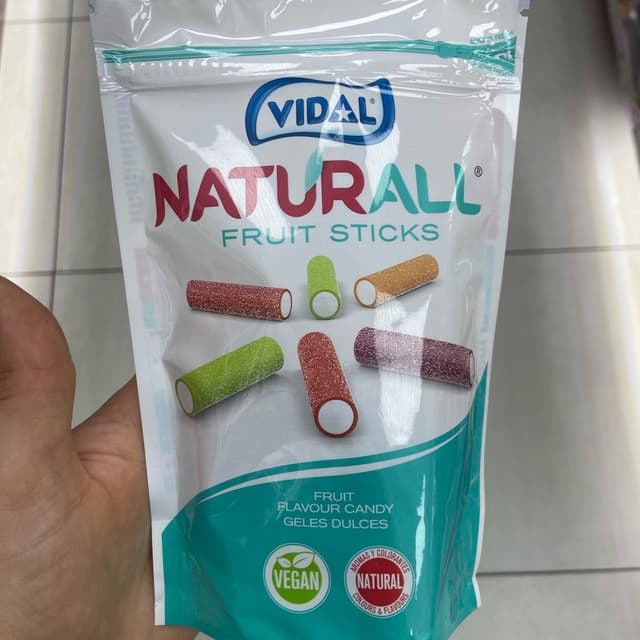 VIDAL®
NATURALL®
FRUIT STICKS
FRUIT
FLAVOUR CANDY
GELES DULCES
VEGAN
AROMAS Y COLORANTES
NATURAL
COLOURS & FLAVOURS